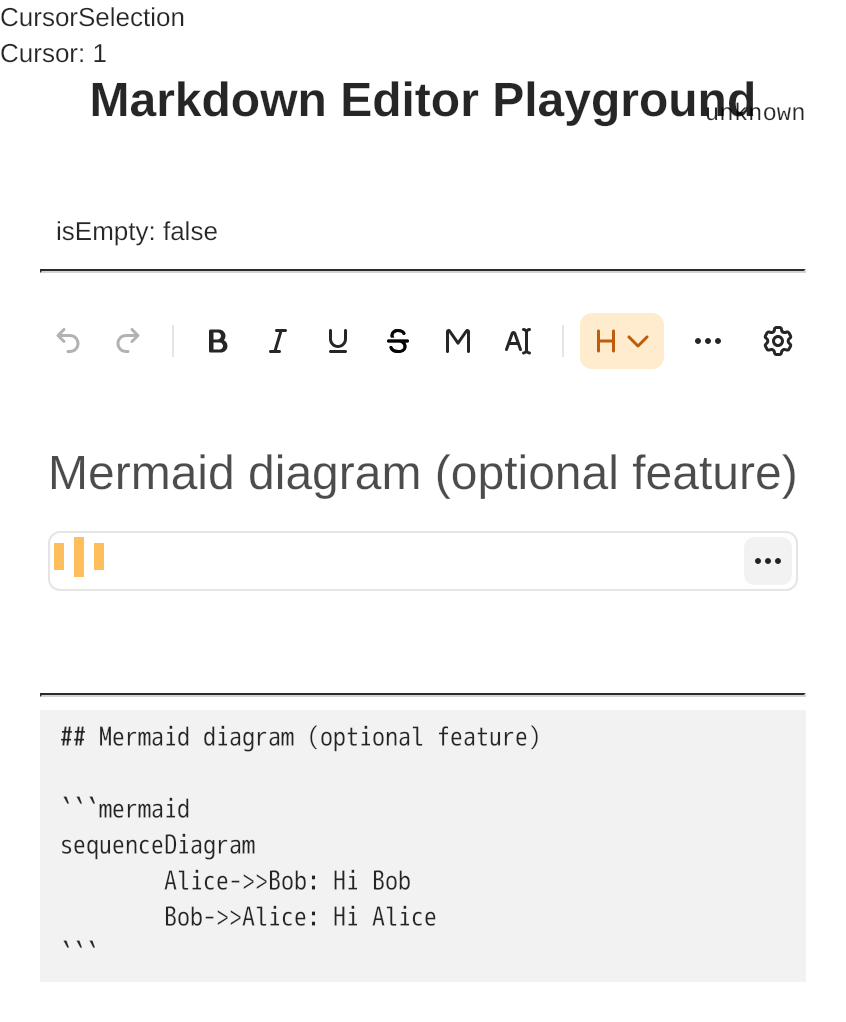 CursorSelection
Cursor: 1
Markdown Editor Playground
unknown
isEmpty: false
B I U S M A H
Mermaid diagram (optional feature)
## Mermaid diagram (optional feature)
```mermaid
sequenceDiagram
        Alice->>Bob: Hi Bob
        Bob->>Alice: Hi Alice
```